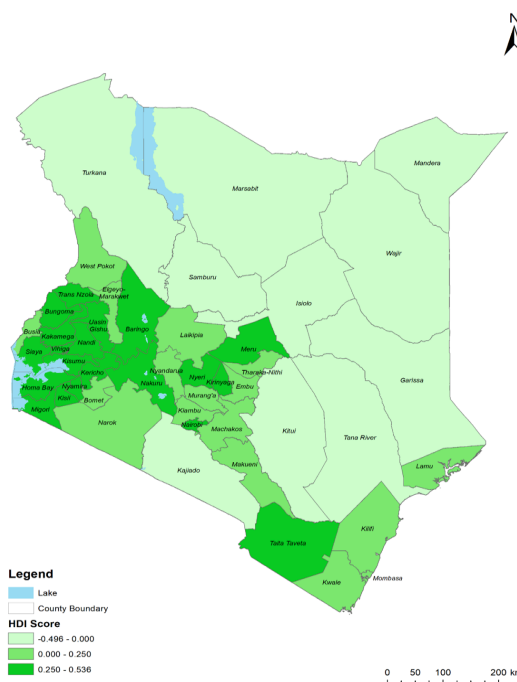 N
Mandera
Turkana
Marsabit
Wajir
West Pokot
Samburu
Elgeyo-
Marakwet
Trans Nzoia
Isiolo
Bungoma
Uasin
Gishu
Baringo
Busia
Kakamega
Laikipia
Nandi
Vihiga
Meru
Siaya
Kisumu
Tharaka-Nithi
Kericho
Nyandarua
Nyeri
Garissa
Homa Bay
Nyamira
Nakuru
Kirinyega
Embu
Kisii
Bomet
Murang'a
Migori
Kiambu
Narok
Nairobi
Machakos
Kitui
Tana River
Lamu
Kajiado
Makueni
Kilifi
Taita Taveta
Kwale
Mombasa
Legend
Lake
County Boundary
HDI Score
-0.496 - 0.000
0.000 - 0.250
0.250 - 0.536
0 50 100 200 km